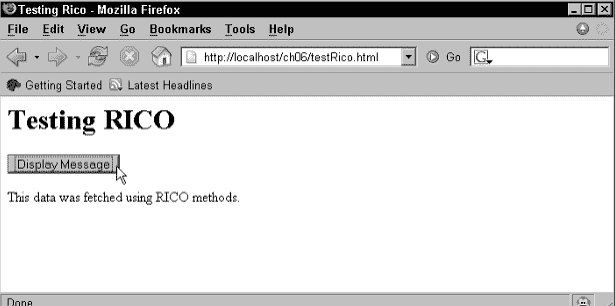 Testing Rico - Mozilla Firefox
File Edit View Go Bookmarks Tools Help
http://localhost/ch06/testRico.html Go G
Getting Started Latest Headlines
Testing RICO
Display Message
This data was fetched using RICO methods.
Done